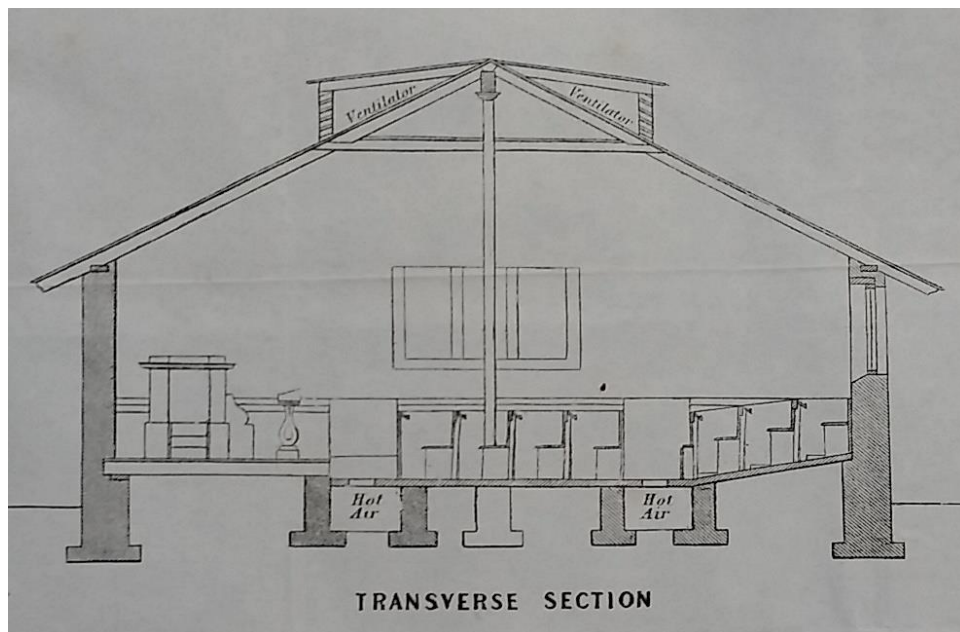 Ventilator
Ventilator
Hot
Air
Hot
Air
TRANSVERSE SECTION